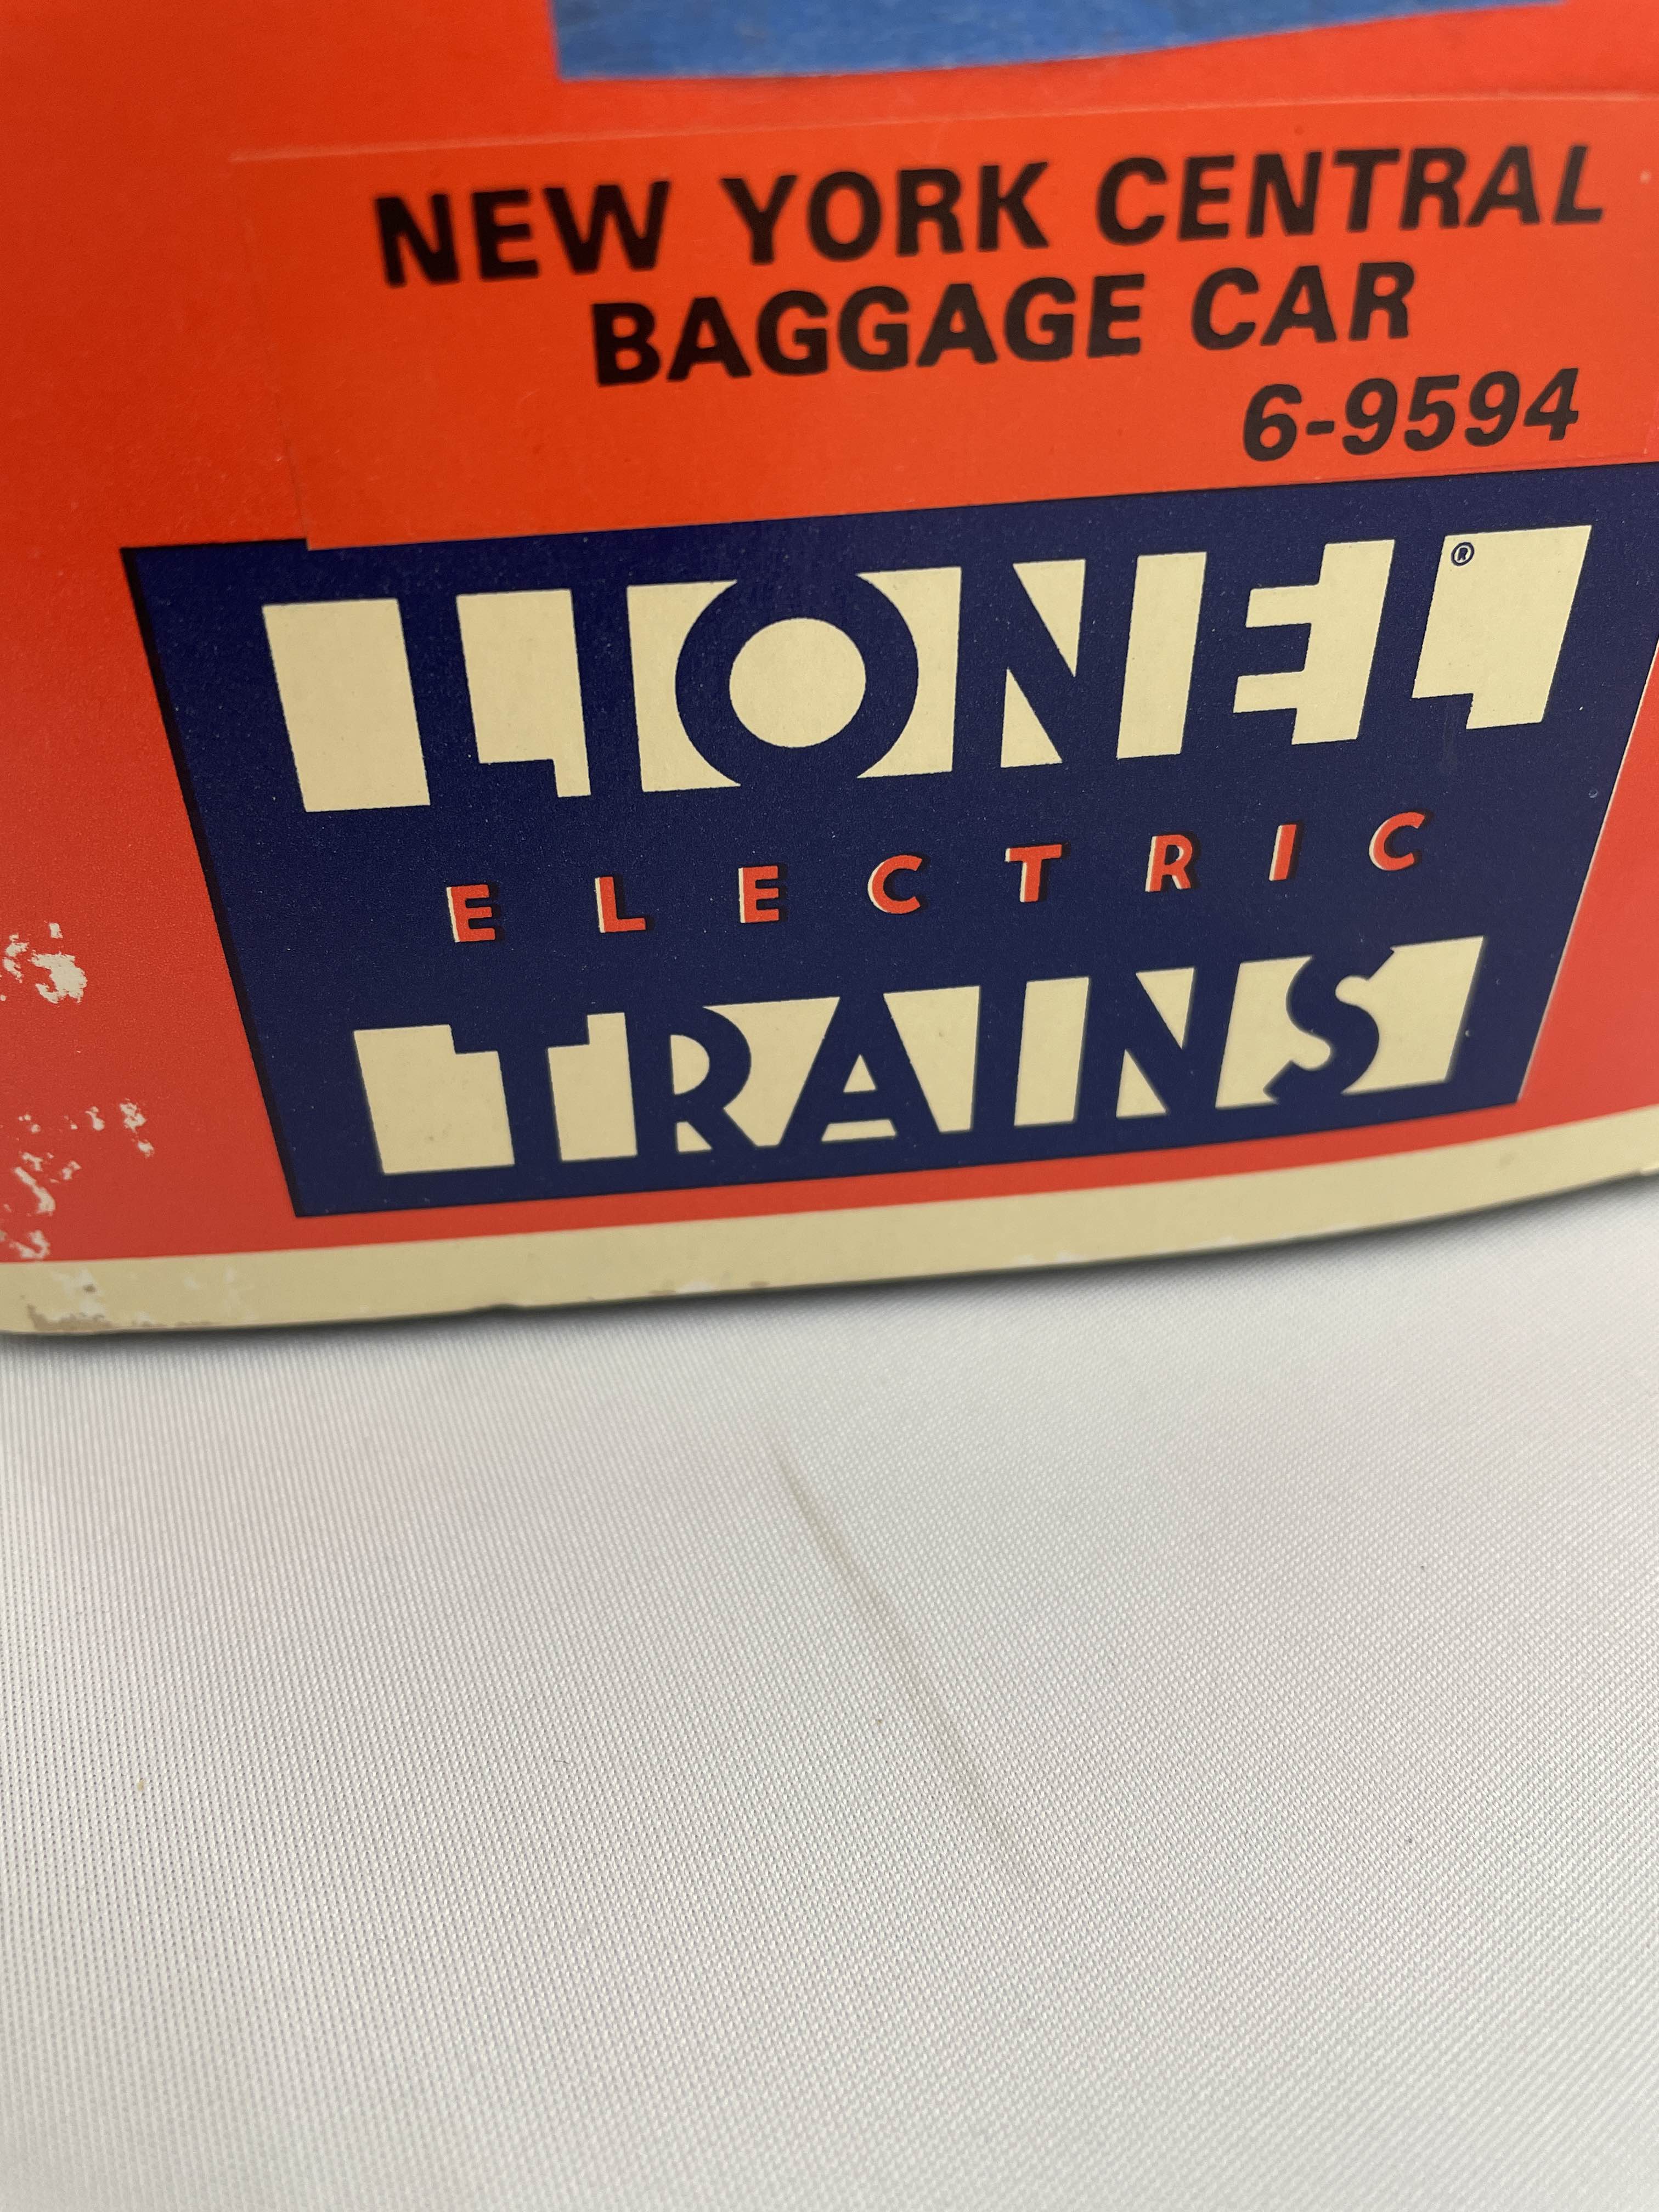 NEW YORK CENTRAL
BAGGAGE CAR
6-9594
LIONEL®
ELECTRIC
TRAINS